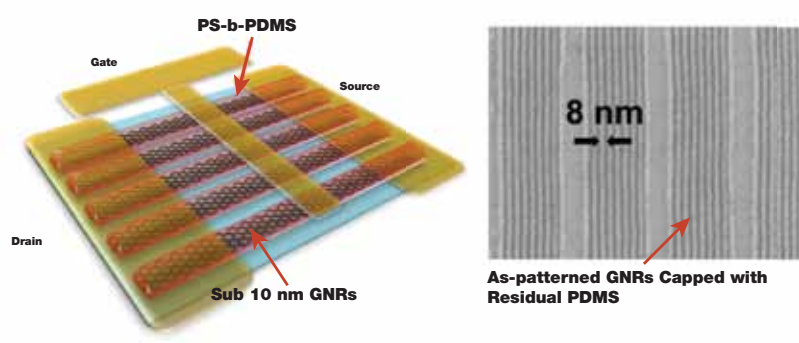 PS-b-PDMS
Gate
Source
8 nm
Drain
Sub 10 nm GNRs
As-patterned GNRs Capped with
Residual PDMS